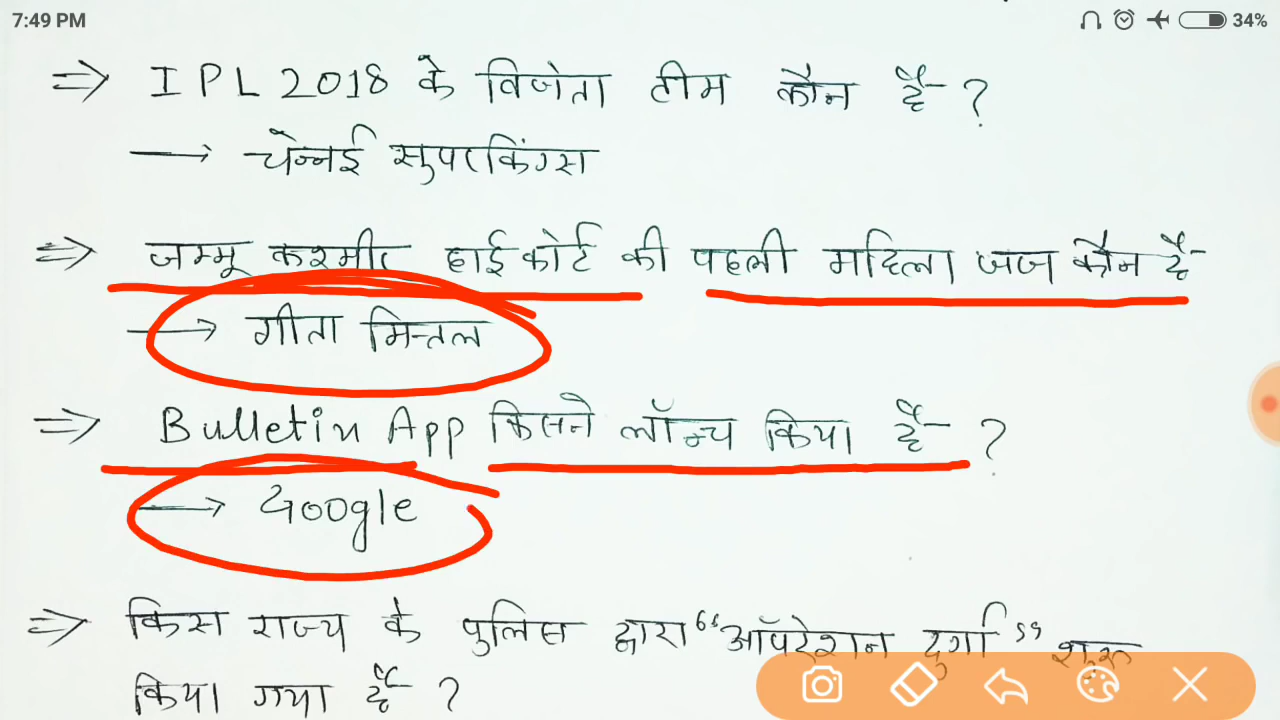 7:49 PM 34%
⇒ IPL 2018 के विजेता टीम कौन है ?
→ चेन्नई सुपरकिंग्स
⇒ जम्मू कश्मीर हाईकोर्ट की पहली महिला जज कौन है
→ गीता मित्तल
⇒ Bulletin App किसने लॉन्च किया है ?
→ Google
⇒ किस राज्य के पुलिस द्वारा "ऑपरेशन दुर्गा" शुरू
किया गया है ?